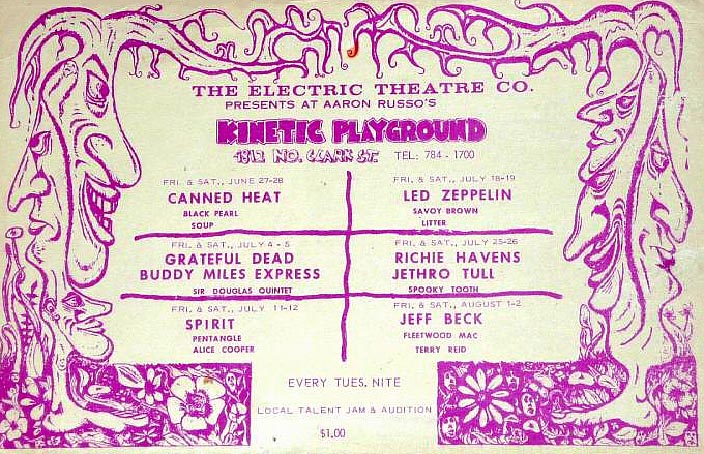 THE ELECTRIC THEATRE CO.
PRESENTS AT AARON RUSSO'S
KINETIC PLAYGROUND
4812 NO. CLARK ST. TEL: 784 - 1700
FRI. & SAT., JUNE 27-28
CANNED HEAT
BLACK PEARL
SOUP
FRI. & SAT., JULY 4 - 5
GRATEFUL DEAD
BUDDY MILES EXPRESS
SIR DOUGLAS QUINTET
FRI. & SAT., JULY 11-12
SPIRIT
PENTANGLE
ALICE COOPER
FRI. & SAT., JULY 18-19
LED ZEPPELIN
SAVOY BROWN
LITTER
FRI. & SAT., JULY 25-26
RICHIE HAVENS
JETHRO TULL
SPOOKY TOOTH
FRI. & SAT., AUGUST 1-2
JEFF BECK
FLEETWOOD MAC
TERRY REID
EVERY TUES. NITE
LOCAL TALENT JAM & AUDITION
$1.00